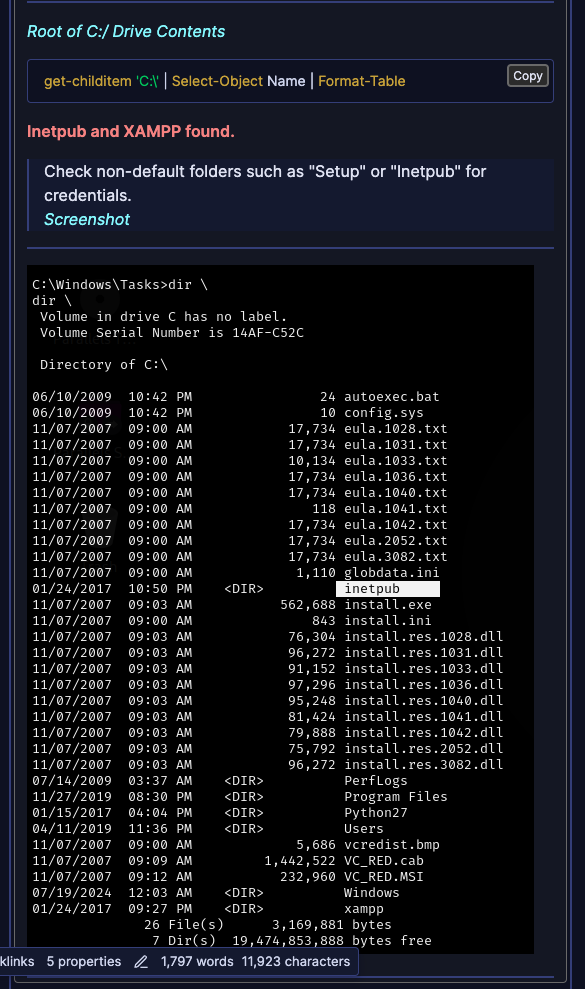 Root of C:/ Drive Contents
get-childitem 'C:\' | Select-Object Name | Format-Table
Copy
Inetpub and XAMPP found.
Check non-default folders such as "Setup" or "Inetpub" for
credentials.
Screenshot
C:\Windows\Tasks>dir \
dir \
 Volume in drive C has no label.
 Volume Serial Number is 14AF-C52C
 Directory of C:\
06/10/2009  10:42 PM                24 autoexec.bat
06/10/2009  10:42 PM                10 config.sys
11/07/2007  09:00 AM            17,734 eula.1028.txt
11/07/2007  09:00 AM            17,734 eula.1031.txt
11/07/2007  09:00 AM            10,134 eula.1033.txt
11/07/2007  09:00 AM            17,734 eula.1036.txt
11/07/2007  09:00 AM            17,734 eula.1040.txt
11/07/2007  09:00 AM               118 eula.1041.txt
11/07/2007  09:00 AM            17,734 eula.1042.txt
11/07/2007  09:00 AM            17,734 eula.2052.txt
11/07/2007  09:00 AM            17,734 eula.3082.txt
11/07/2007  09:00 AM             1,110 globdata.ini
01/24/2017  10:50 PM    <DIR>          inetpub
11/07/2007  09:03 AM           562,688 install.exe
11/07/2007  09:00 AM               843 install.ini
11/07/2007  09:03 AM            76,304 install.res.1028.dll
11/07/2007  09:03 AM            96,272 install.res.1031.dll
11/07/2007  09:03 AM            91,152 install.res.1033.dll
11/07/2007  09:03 AM            97,296 install.res.1036.dll
11/07/2007  09:03 AM            95,248 install.res.1040.dll
11/07/2007  09:03 AM            81,424 install.res.1041.dll
11/07/2007  09:03 AM            79,888 install.res.1042.dll
11/07/2007  09:03 AM            75,792 install.res.2052.dll
11/07/2007  09:03 AM            96,272 install.res.3082.dll
07/14/2009  03:37 AM    <DIR>          PerfLogs
11/27/2019  08:30 PM    <DIR>          Program Files
01/15/2017  04:04 PM    <DIR>          Python27
04/11/2019  11:36 PM    <DIR>          Users
11/07/2007  09:00 AM             5,686 vcredist.bmp
11/07/2007  09:09 AM         1,442,522 VC_RED.cab
11/07/2007  09:12 AM           232,960 VC_RED.MSI
07/19/2024  12:03 AM    <DIR>          Windows
01/24/2017  09:27 PM    <DIR>          xampp
              26 File(s)      3,169,881 bytes
               7 Dir(s)  19,474,853,888 bytes free
klinks 5 properties 1,797 words 11,923 characters